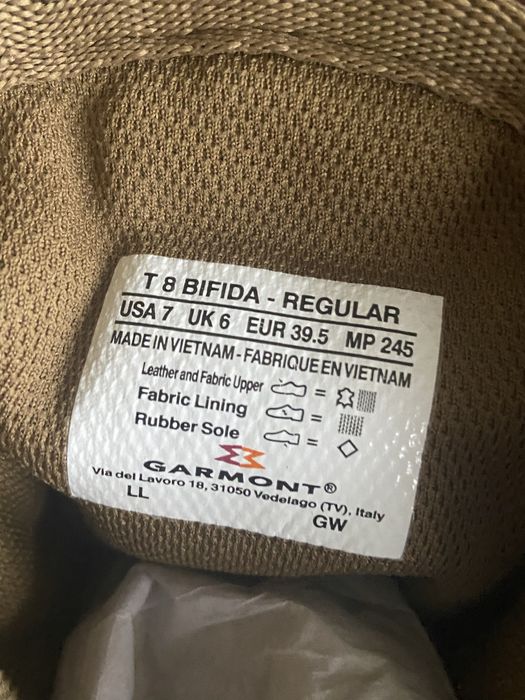 T 8 BIFIDA - REGULAR
USA 7 UK 6 EUR 39.5 MP 245
MADE IN VIETNAM - FABRIQUE EN VIETNAM
Leather and Fabric Upper =
Fabric Lining =
Rubber Sole =
GARMONT®
Via del Lavoro 18, 31050 Vedelago (TV), Italy
LL GW